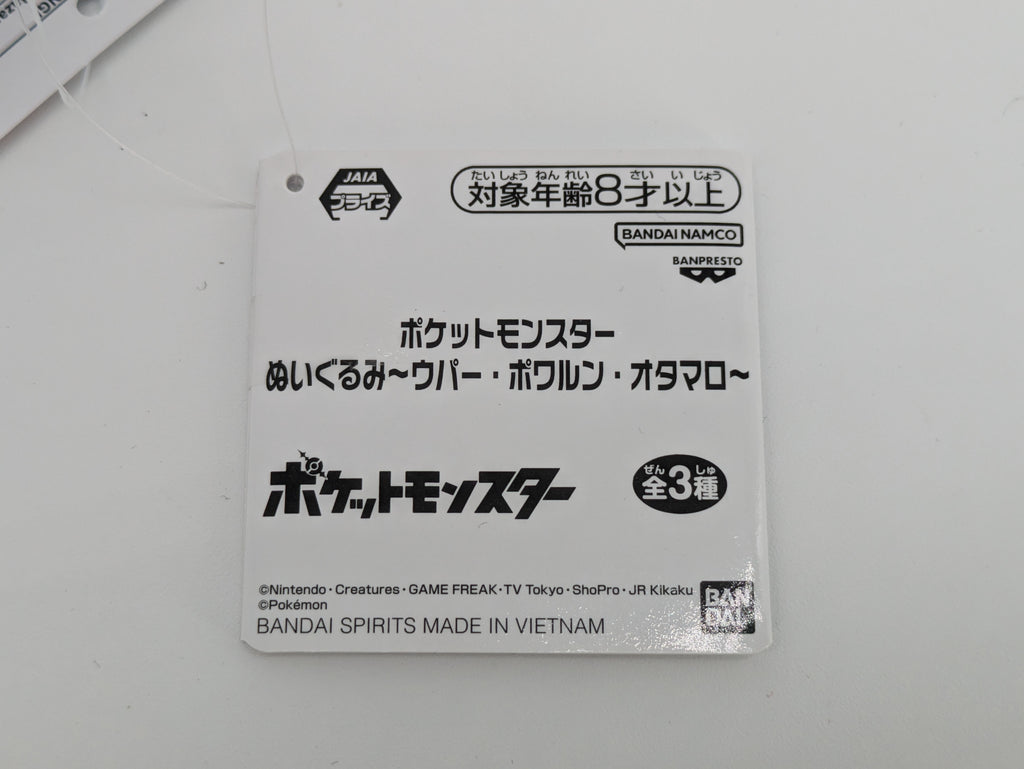 JAIA
プライズ
たいしょう ねん れい さい い じょう
対象年齢8才以上
BANDAI NAMCO
BANPRESTO
ポケットモンスター
ぬいぐるみ~ウパー・ポワルン・オタマロ~
ポケットモンスター
ぜん しゅ
全3種
©Nintendo・Creatures・GAME FREAK・TV Tokyo・ShoPro・JR Kikaku
©Pokémon
BANDAI SPIRITS MADE IN VIETNAM
BAN
DAI